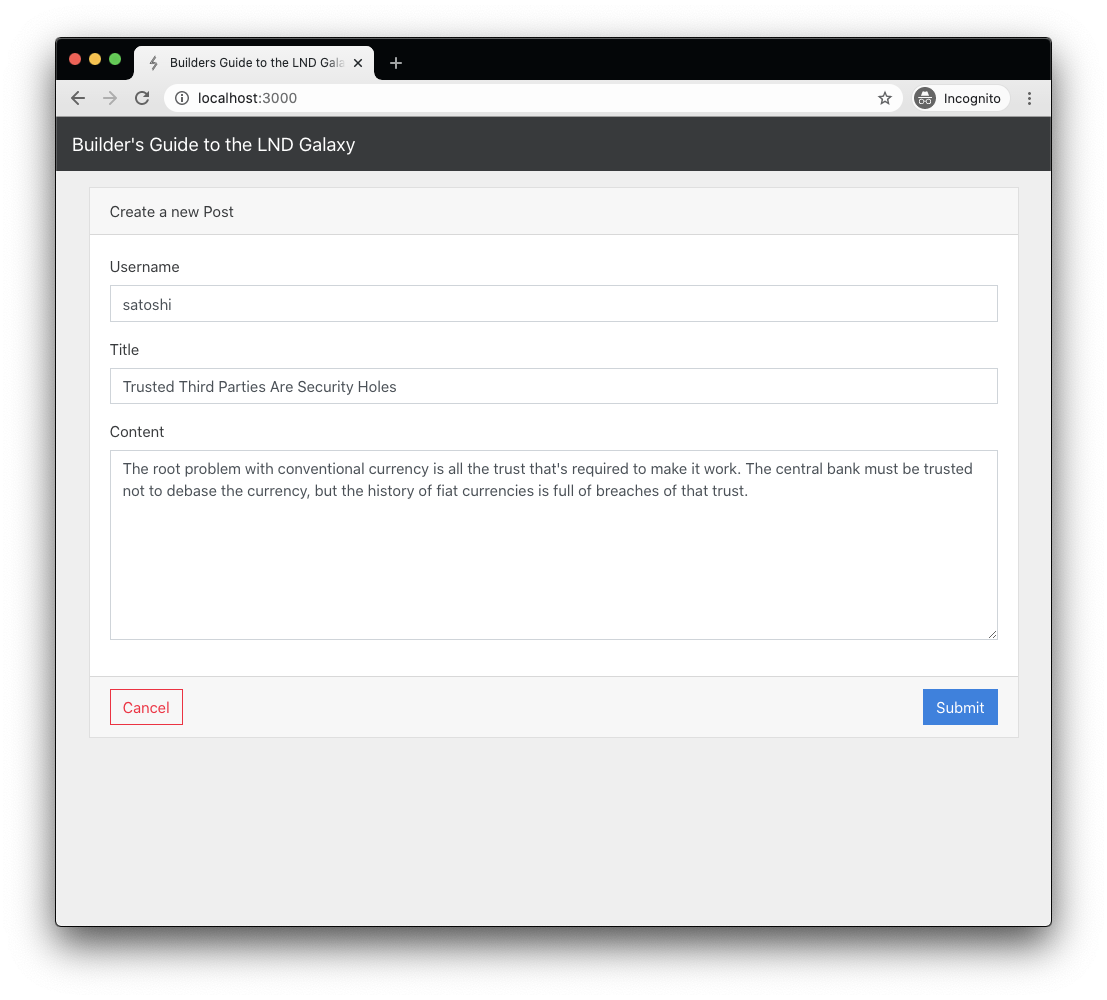 Builders Guide to the LND Gala
localhost:3000
Incognito
Builder's Guide to the LND Galaxy
Create a new Post
Username
satoshi
Title
Trusted Third Parties Are Security Holes
Content
The root problem with conventional currency is all the trust that's required to make it work. The central bank must be trusted
not to debase the currency, but the history of fiat currencies is full of breaches of that trust.
Cancel
Submit